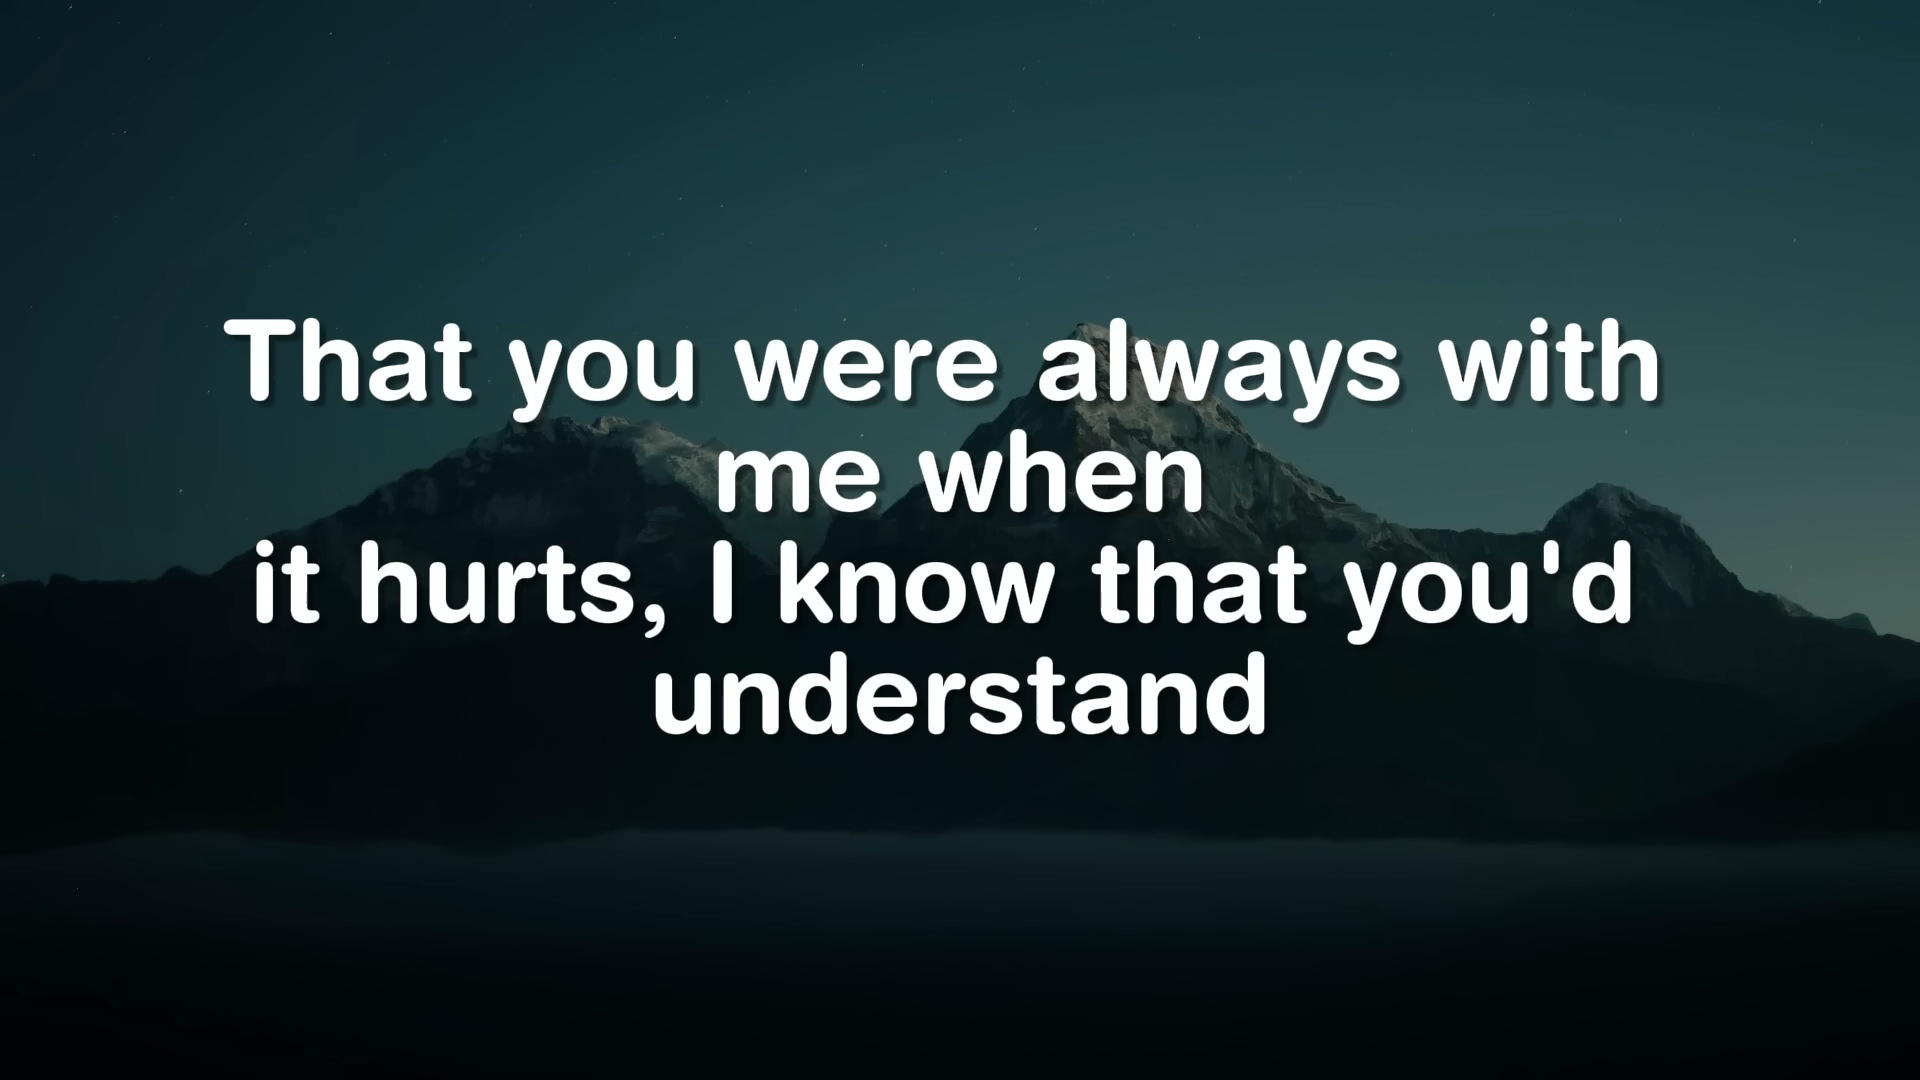 That you were always with
me when
it hurts, I know that you'd
understand